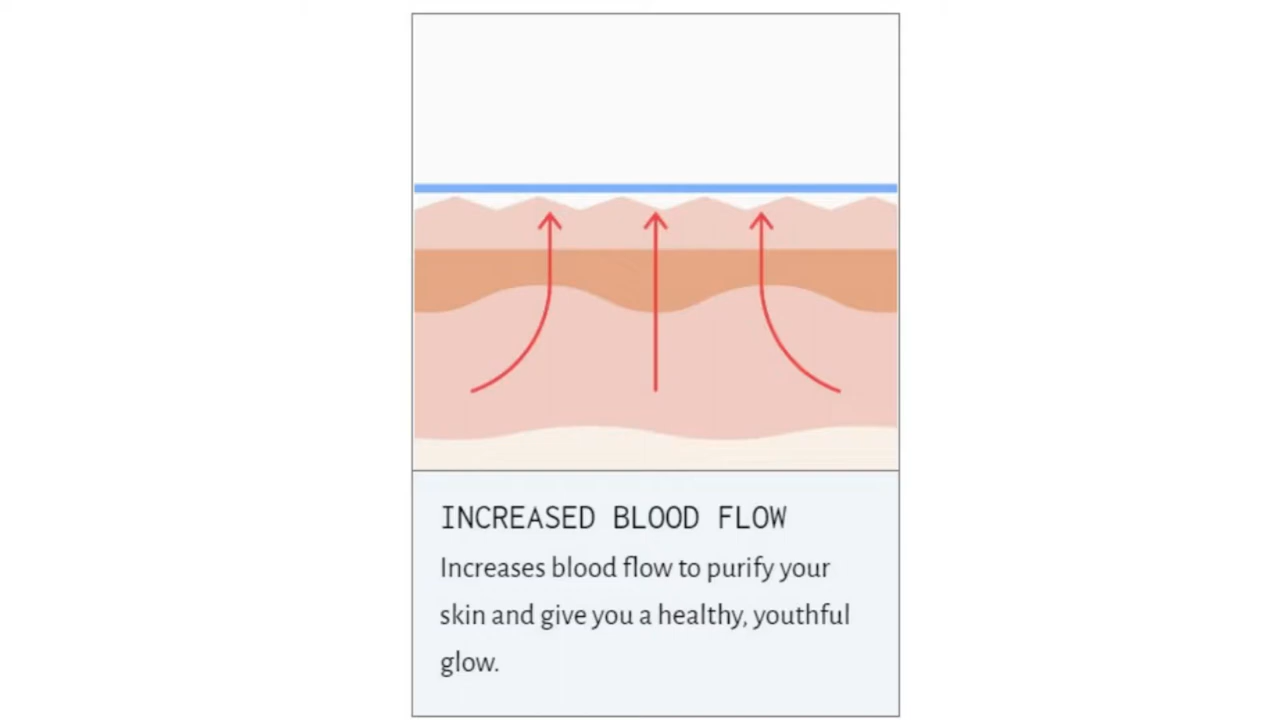 INCREASED BLOOD FLOW
Increases blood flow to purify your
skin and give you a healthy, youthful
glow.